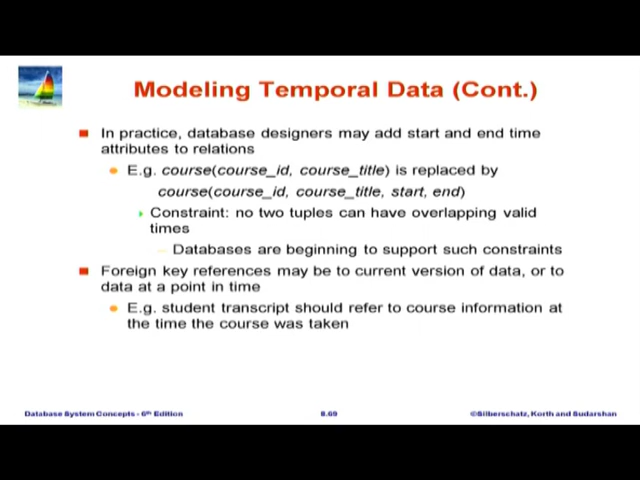 Modeling Temporal Data (Cont.)
In practice, database designers may add start and end time
attributes to relations
E.g. course(course_id, course_title) is replaced by
course(course_id, course_title, start, end)
Constraint: no two tuples can have overlapping valid
times
Databases are beginning to support such constraints
Foreign key references may be to current version of data, or to
data at a point in time
E.g. student transcript should refer to course information at
the time the course was taken
Database System Concepts - 6th Edition
8.69
©Silberschatz, Korth and Sudarshan